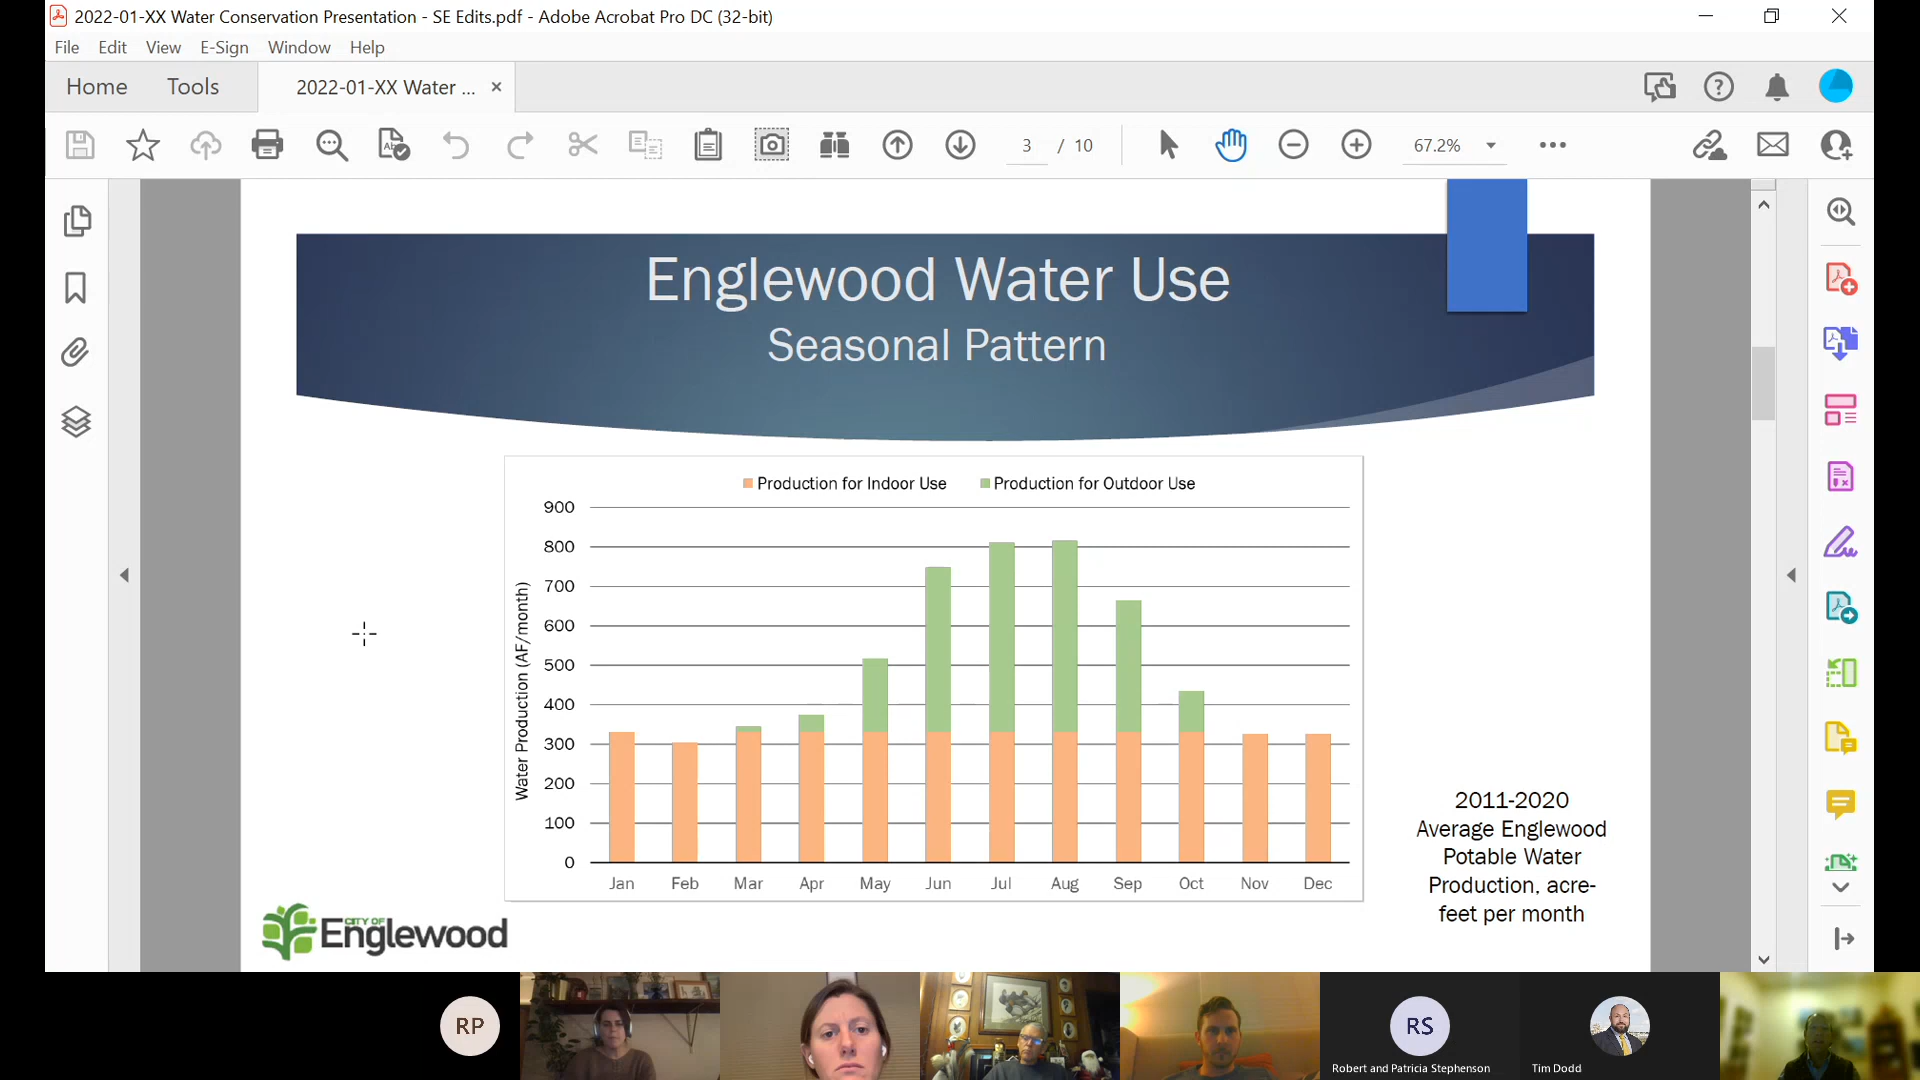 2022-01-XX Water Conservation Presentation - SE Edits.pdf - Adobe Acrobat Pro DC (32-bit)
File Edit View E-Sign Window Help
Home Tools 2022-01-XX Water ... ×
3 / 10 67.2%
Englewood Water Use
Seasonal Pattern
Production for Indoor Use Production for Outdoor Use
900
800
700
600
500
400
300
200
100
0
Water Production (AF/month)
Jan Feb Mar Apr May Jun Jul Aug Sep Oct Nov Dec
2011-2020
Average Englewood
Potable Water
Production, acre-
feet per month
CITY OF
Englewood
RP
RS
Robert and Patricia Stephenson
Tim Dodd